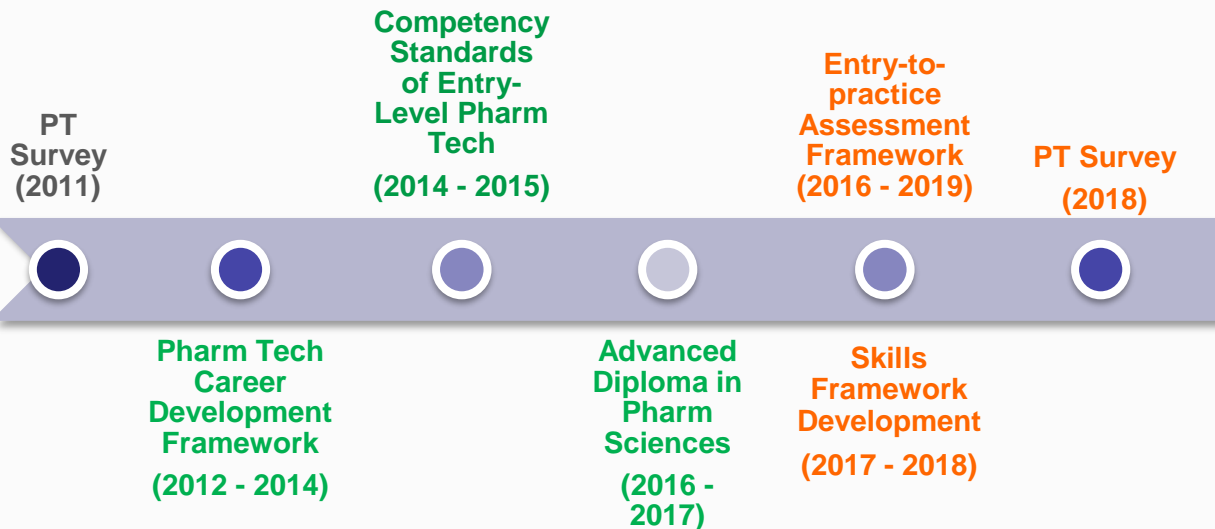 PT
Survey
(2011)
Pharm Tech
Career
Development
Framework
(2012 - 2014)
Competency
Standards
of Entry-
Level Pharm
Tech
(2014 - 2015)
Advanced
Diploma in
Pharm
Sciences
(2016 -
2017)
Entry-to-
practice
Assessment
Framework
(2016 - 2019)
Skills
Framework
Development
(2017 - 2018)
PT Survey
(2018)